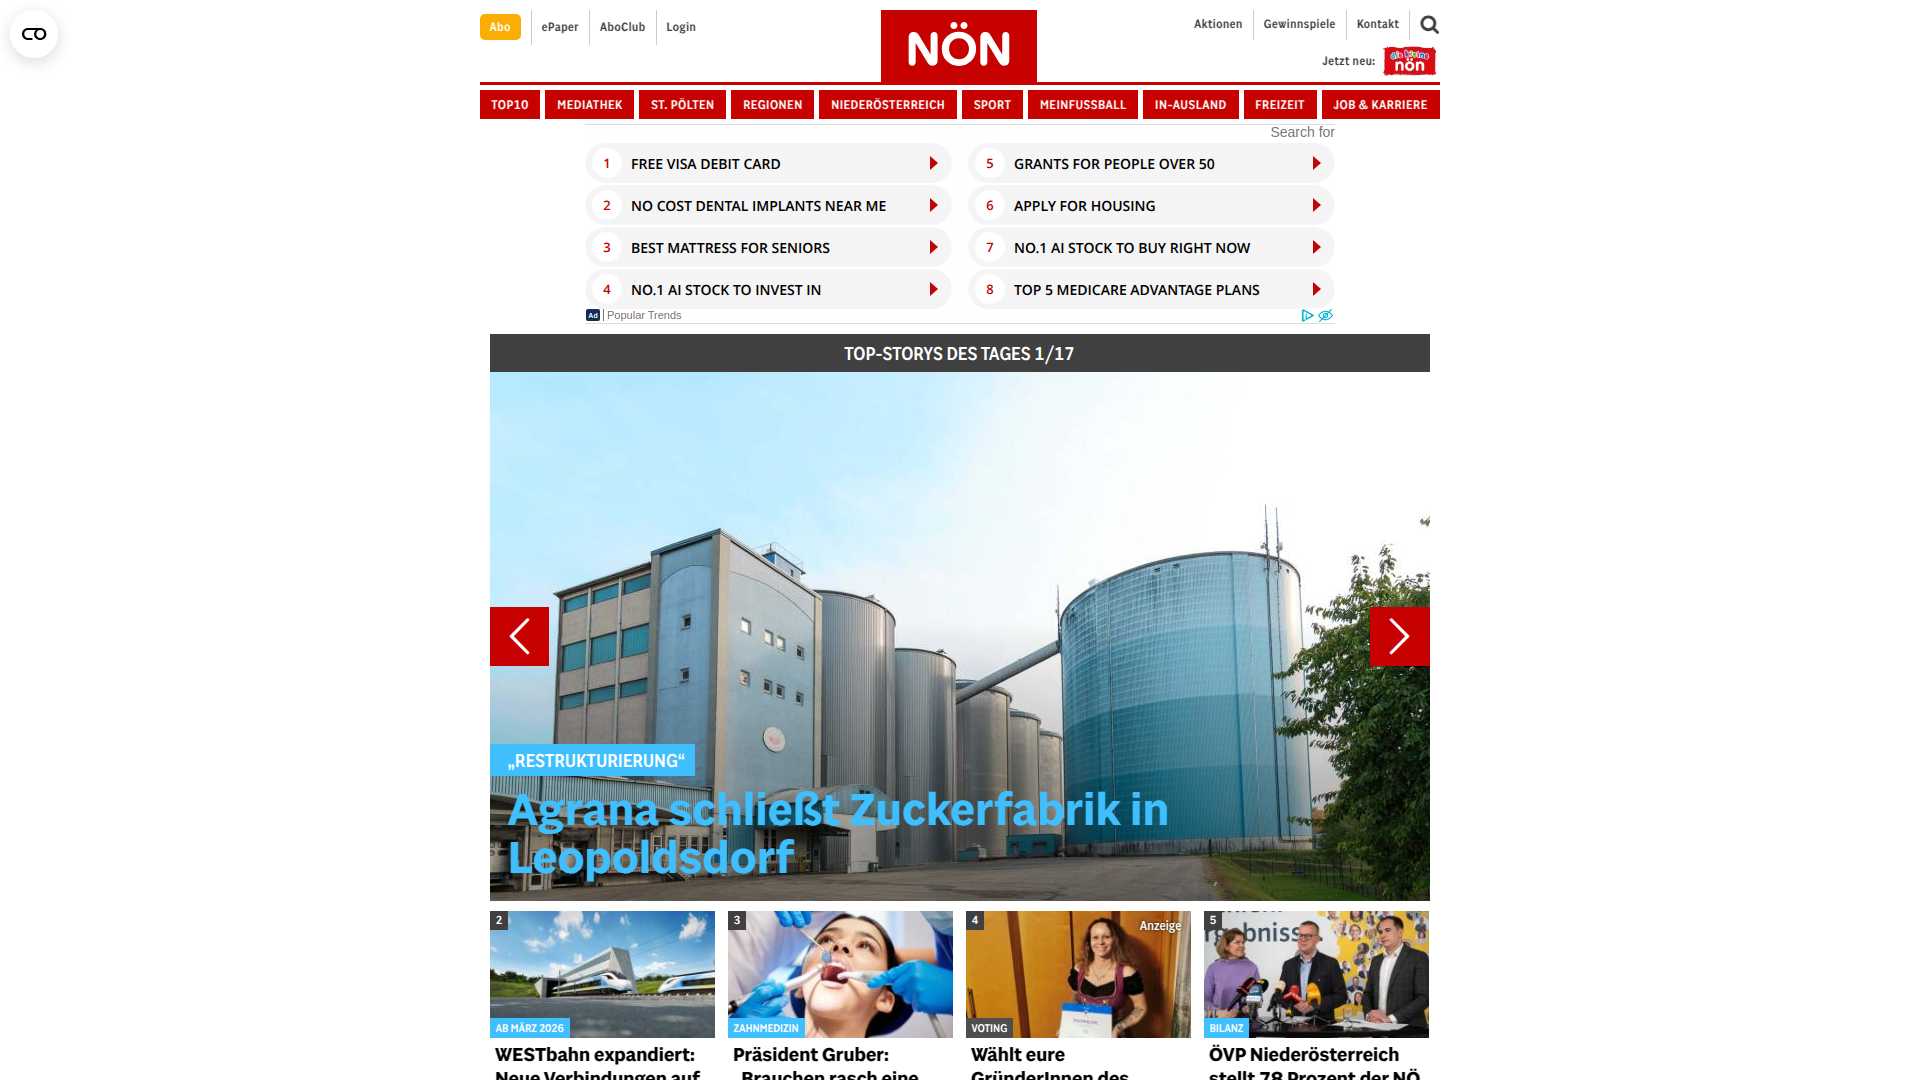 Abo
ePaper
AboClub
Login
NÖN
Aktionen
Gewinnspiele
Kontakt
Jetzt neu:
die kleine
nön
TOP10
MEDIATHEK
ST. PÖLTEN
REGIONEN
NIEDERÖSTERREICH
SPORT
MEINFUSSBALL
IN-AUSLAND
FREIZEIT
JOB & KARRIERE
Search for
1 FREE VISA DEBIT CARD
2 NO COST DENTAL IMPLANTS NEAR ME
3 BEST MATTRESS FOR SENIORS
4 NO.1 AI STOCK TO INVEST IN
5 GRANTS FOR PEOPLE OVER 50
6 APPLY FOR HOUSING
7 NO.1 AI STOCK TO BUY RIGHT NOW
8 TOP 5 MEDICARE ADVANTAGE PLANS
Ad Popular Trends
TOP-STORYS DES TAGES 1/17
„RESTRUKTURIERUNG“
Agrana schließt Zuckerfabrik in
Leopoldsdorf
2
AB MÄRZ 2026
WESTbahn expandiert:
Neue Verbindungen auf
3
ZAHNMEDIZIN
Präsident Gruber:
„Brauchen rasch eine
4
Anzeige
VOTING
Wählt eure
GründerInnen des
5
BILANZ
ÖVP Niederösterreich
stellt 78 Prozent der NÖ